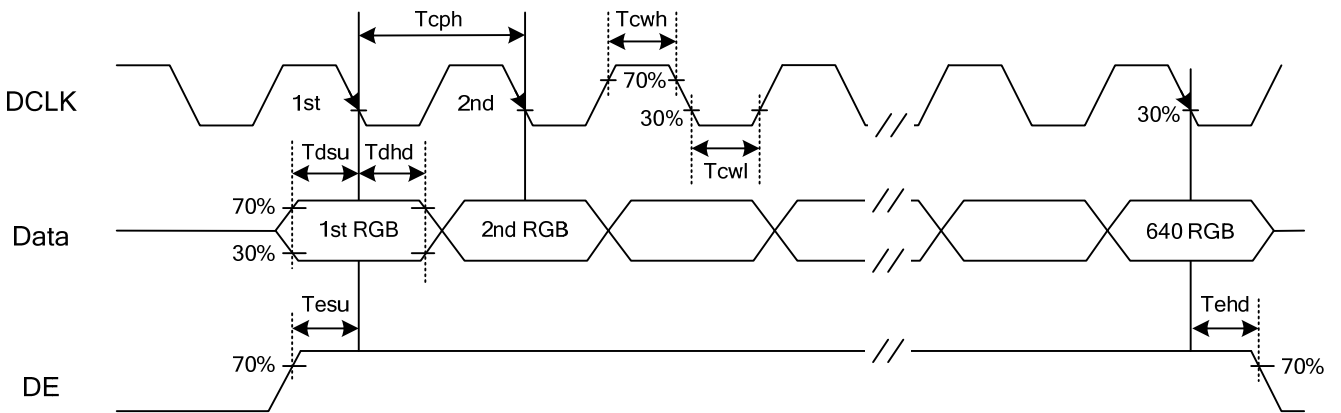 Tcph
Tcwh
DCLK
1st
2nd
70%
30%
30%
Tcwl
Tdsu
Tdhd
70%
Data
1st RGB
2nd RGB
640 RGB
30%
Tesu
Tehd
70%
70%
DE